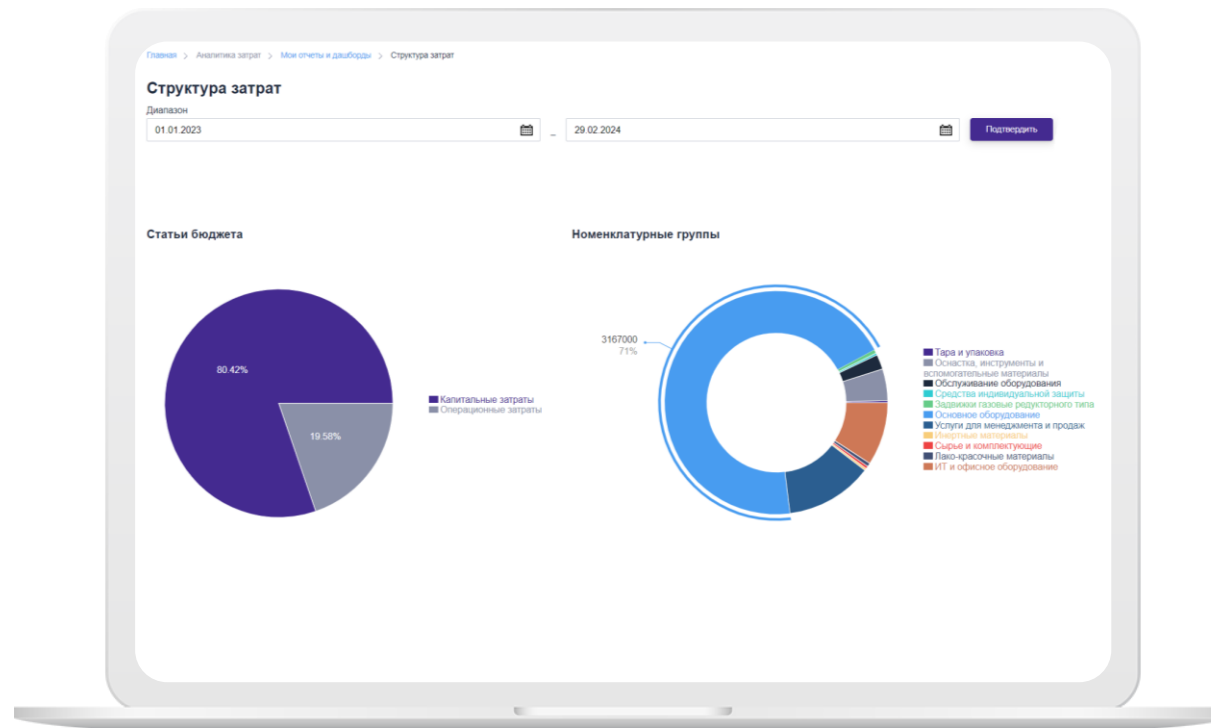 Главная > Аналитика затрат > Мои отчеты и дашборды > Структура затрат
Структура затрат
Диапазон
01.01.2023
29.02.2024
Подтвердить
Статьи бюджета
Номенклатурные группы
80.42%
19.58%
Капитальные затраты
Операционные затраты
3167000
71%
Тара и упаковка
Оснастка, инструменты и
вспомогательные материалы
Обслуживание оборудования
Средства индивидуальной защиты
Задвижки газовые редукторного типа
Основное оборудование
Услуги для менеджмента и продаж
Инертные материалы
Сырье и комплектующие
Лако-красочные материалы
ИТ и офисное оборудование